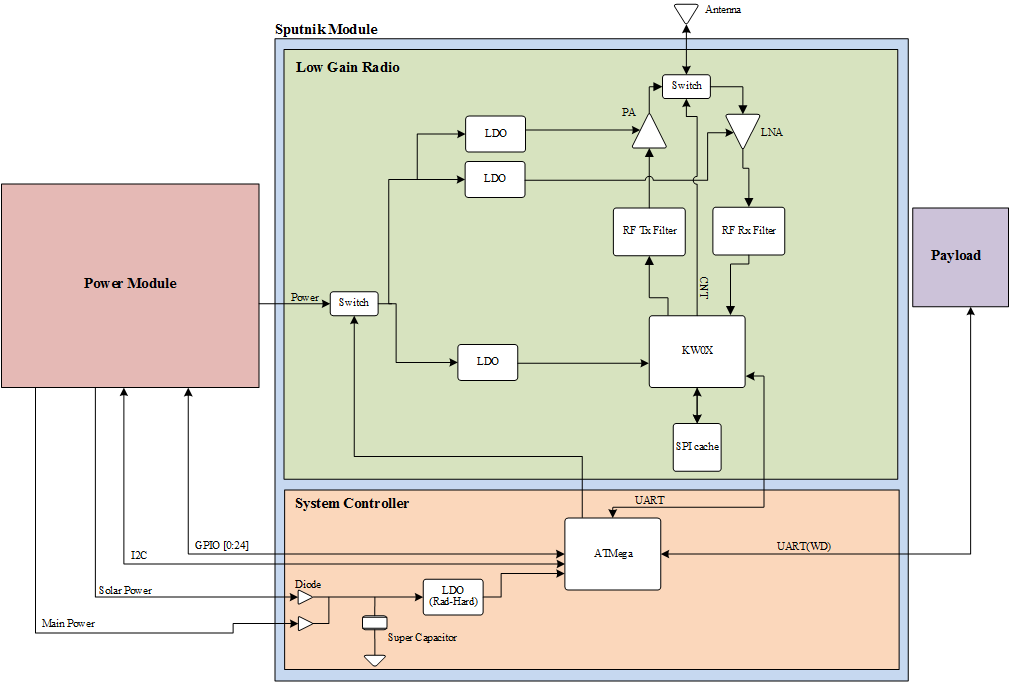 Antenna
Sputnik Module
Low Gain Radio
Switch
PA
LNA
LDO
LDO
RF Tx Filter
RF Rx Filter
Payload
Power Module
CNT
Power
Switch
KW0X
LDO
SPI cache
UART
System Controller
GPIO [0:24]
I2C
ATMega
UART(WD)
Diode
Solar Power
LDO
(Rad-Hard)
Main Power
Super Capacitor